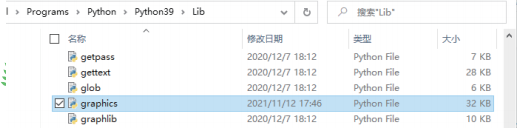 Programs > Python > Python39 > Lib
搜索"Lib"
名称 修改日期 类型 大小
getpass 2020/12/7 18:12 Python File 7 KB
gettext 2020/12/7 18:12 Python File 28 KB
glob 2020/12/7 18:12 Python File 6 KB
graphics 2021/11/12 17:46 Python File 32 KB
graphlib 2020/12/7 18:12 Python File 10 KB